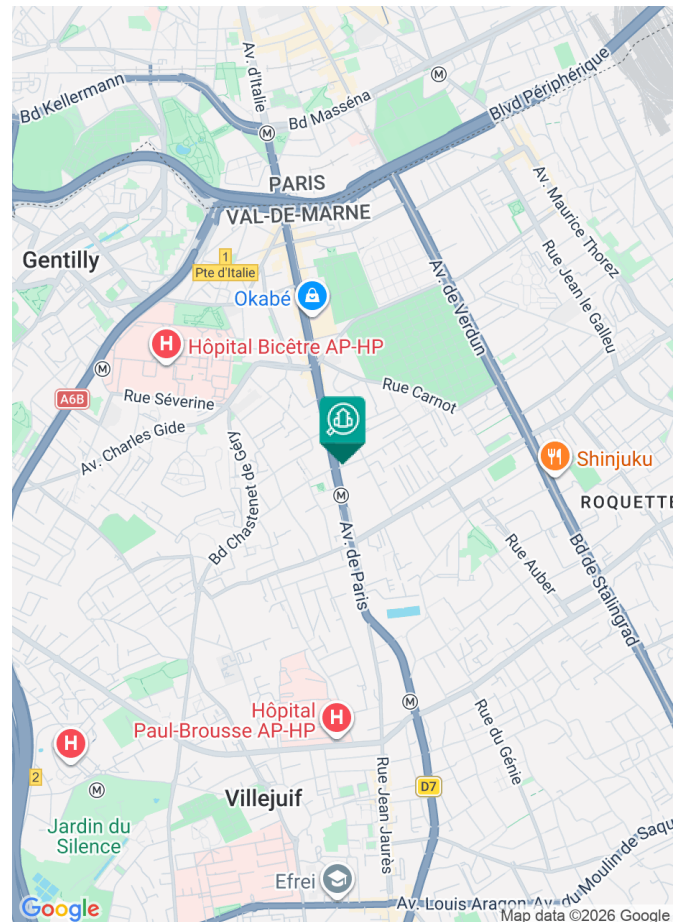 Bd Kellermann
Av. d'Italie
Bd Masséna
Blvd Périphérique
PARIS
VAL-DE-MARNE
Gentilly
1
Pte d'Italie
Okabé
Av. Maurice Thorez
Rue Jean le Galleu
Av. de Verdun
H
Hôpital Bicêtre AP-HP
M
M
M
A6B
Rue Séverine
Rue Carnot
Av. Charles Gide
Bd Chastenet de Géry
Shinjuku
ROQUETTE
M
Av. de Paris
Rue Auber
Bd de Stalingrad
M
Hôpital
Paul-Brousse AP-HP
H
H
Rue du Génie
2
M
Villejuif
D7
Rue Jean Jaurès
Jardin du
Silence
Efrei
Av. Louis Aragon
Av. du Moulin de Saqu
Google
Map data ©2026 Google